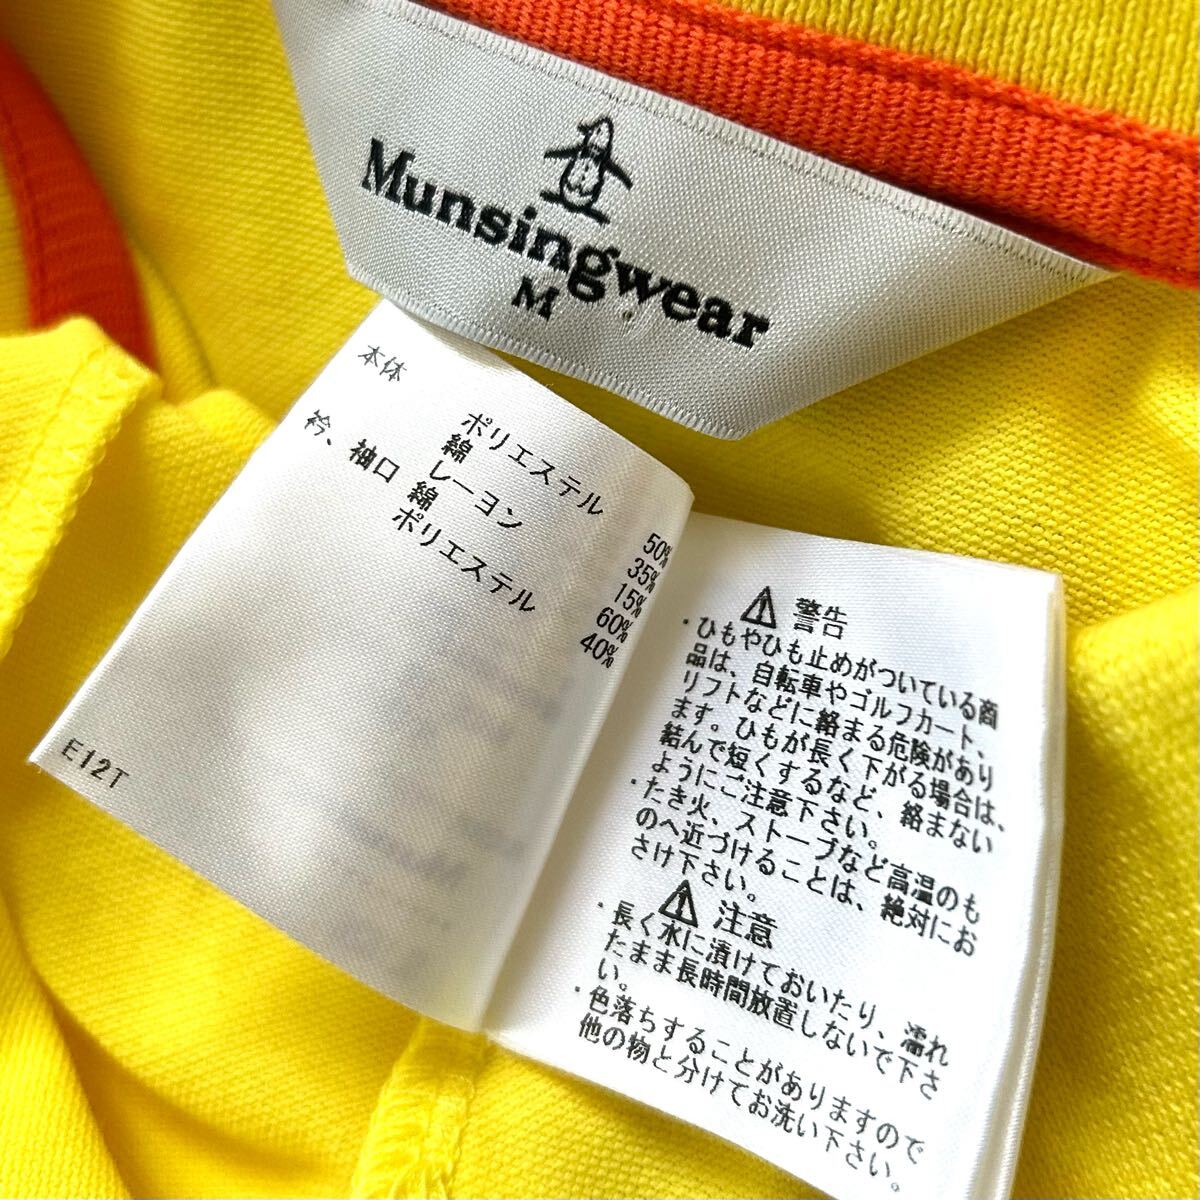 Munsingwear
M
本体
ポリエステル 50%
綿 35%
レーヨン 15%
衿、袖口 綿 60%
ポリエステル 40%
E12T
警告
・ひもやひも止めがついている商
品は、自転車やゴルフカート、
リフトなどに絡まる危険があり
ます。ひもが長く下がる場合は、
結んで短くするなど、絡まない
ようにご注意下さい。
・たき火、ストーブなど高温のも
のへ近づけることは、絶対にお
さけ下さい。
注意
・長く水に漬けておいたり、濡れ
たまま長時間放置しないで下さ
い。
・色落ちすることがありますので
他の物と分けてお洗い下さい。